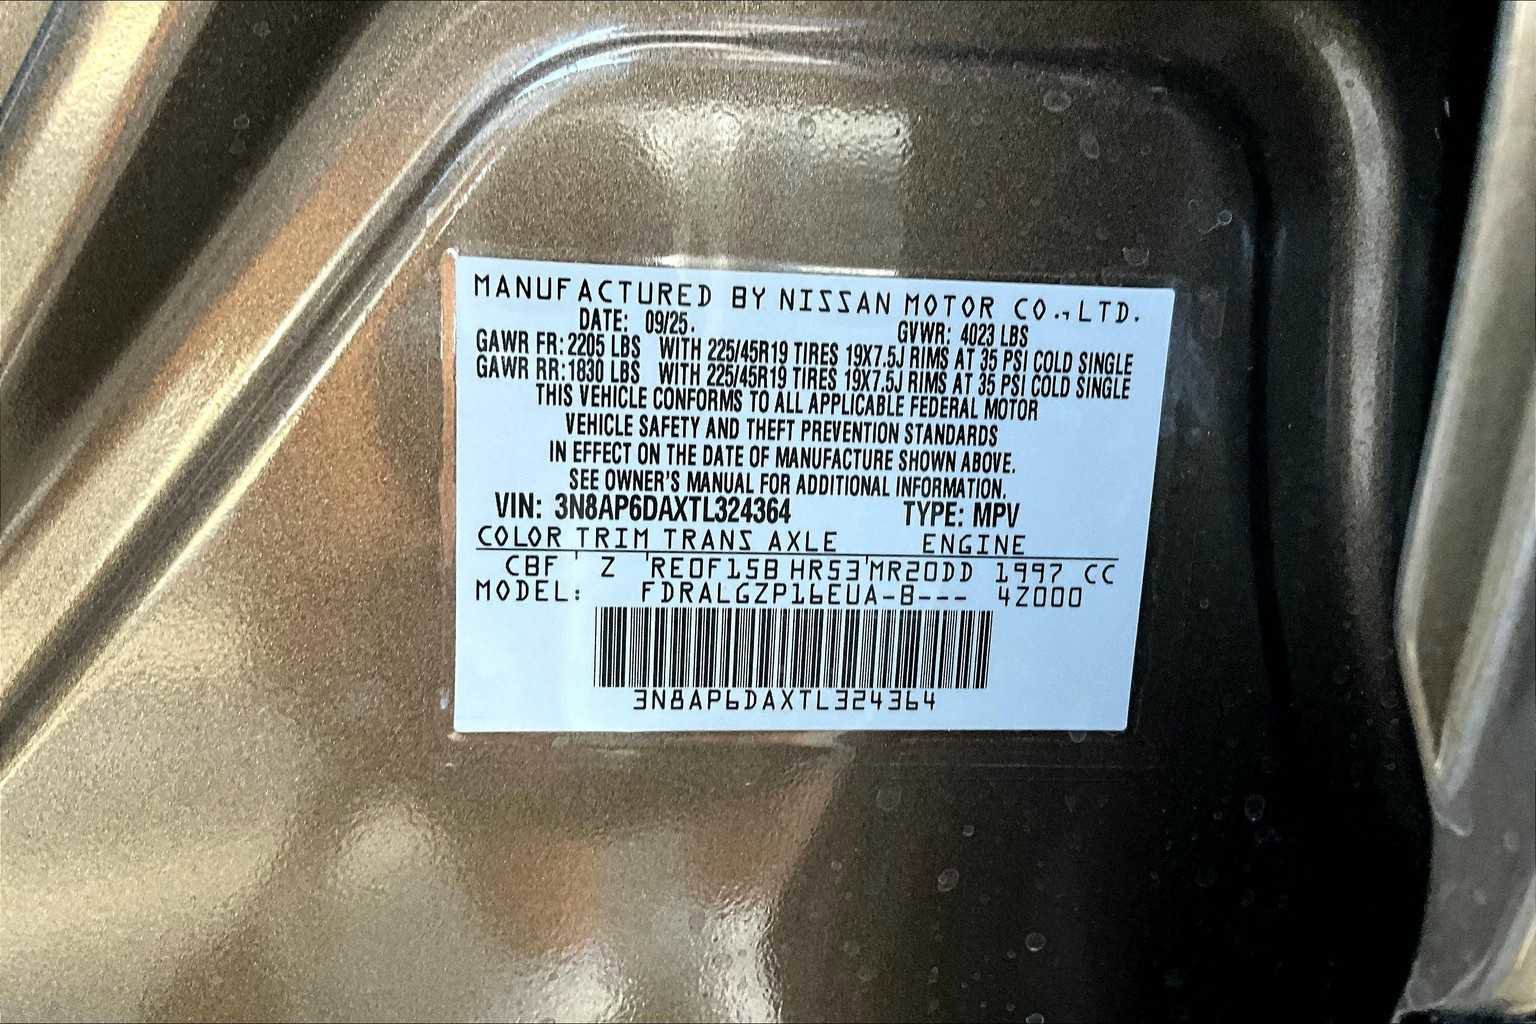 MANUFACTURED BY NISSAN MOTOR CO.,LTD.
DATE: 09/25. GVWR: 4023 LBS
GAWR FR: 2205 LBS WITH 225/45R19 TIRES 19X7.5J RIMS AT 35 PSI COLD SINGLE
GAWR RR: 1830 LBS WITH 225/45R19 TIRES 19X7.5J RIMS AT 35 PSI COLD SINGLE
THIS VEHICLE CONFORMS TO ALL APPLICABLE FEDERAL MOTOR
VEHICLE SAFETY AND THEFT PREVENTION STANDARDS
IN EFFECT ON THE DATE OF MANUFACTURE SHOWN ABOVE.
SEE OWNER'S MANUAL FOR ADDITIONAL INFORMATION.
VIN: 3N8AP6DAXTL324364 TYPE: MPV
COLOR TRIM TRANS AXLE ENGINE
CBF Z RE0F15B HR53 MR20DD 1997 CC
MODEL: FDRALGZP16EUA-B--- 4Z000
3N8AP6DAXTL324364